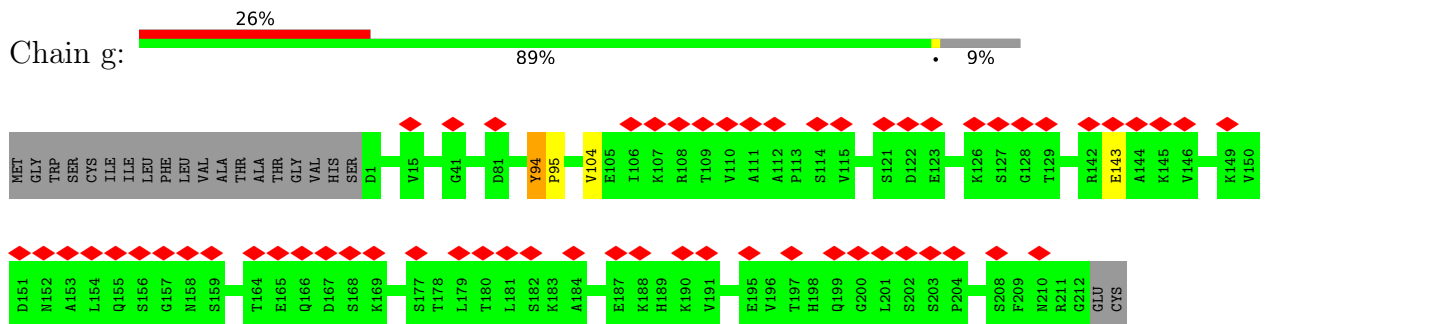 26%
Chain g:
89%
•
9%
MET GLY TRP SER CYS ILE ILE LEU PHE LEU VAL ALA THR ALA THR GLY VAL HIS SER D1 V15 G41 D81 Y94 P95 V104 E105 I106 K107 R108 T109 V110 A111 A112 P113 S114 V115 S121 D122 E123 K126 S127 G128 T129 R142 E143 A144 K145 V146 K149 V150
D151 N152 A153 L154 Q155 S156 G157 N158 S159 T164 E165 Q166 D167 S168 K169 S177 T178 L179 T180 L181 S182 K183 A184 E187 K188 H189 K190 V191 E195 V196 T197 H198 Q199 G200 L201 S202 S203 P204 S208 F209 N210 R211 G212 GLU CYS